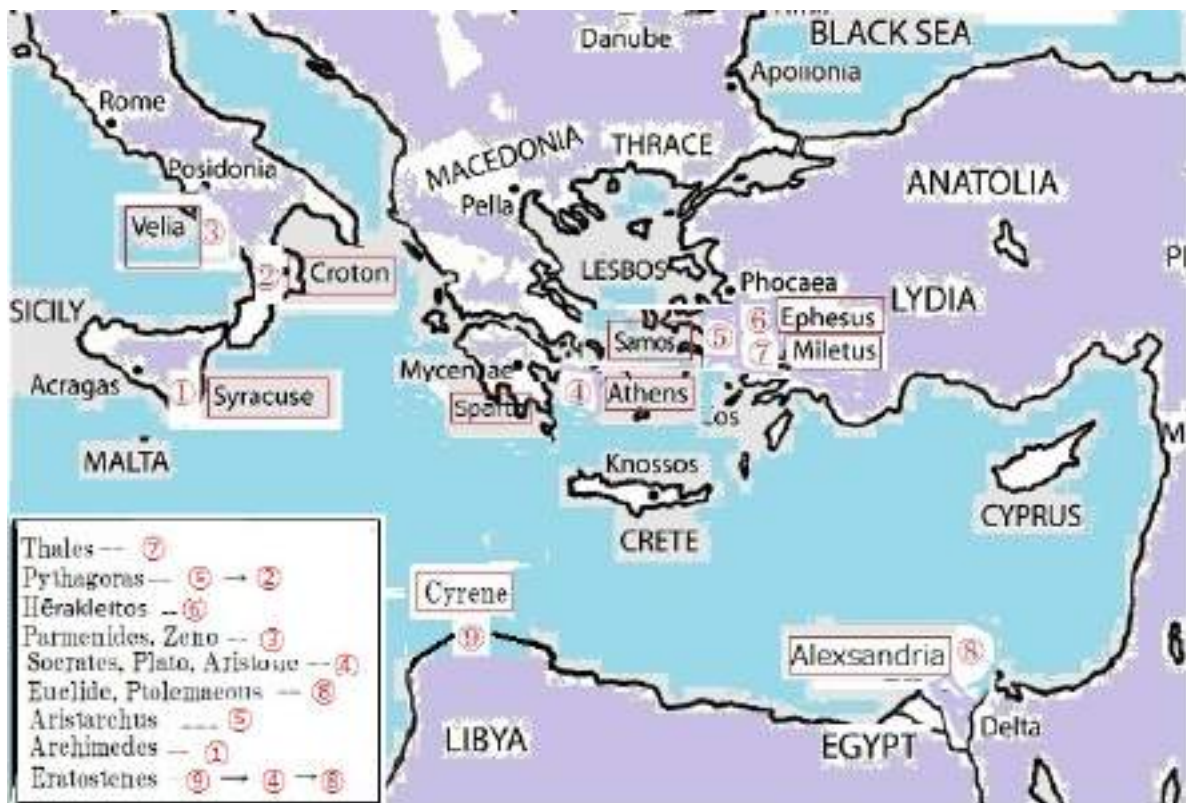 Danube
BLACK SEA
Apollonia
Rome
THRACE
MACEDONIA
Posidonia
ANATOLIA
Pella
Velia ③
② Croton
LESBOS
Phocaea
LYDIA
SICILY
⑥ Ephesus
Samos ⑤
⑦ Miletus
Acragas
Mycenae
① Syracuse
④ Athens
MALTA
Knossos
CRETE
CYPRUS
Cyrene
⑨
Alexsandria ⑧
LIBYA
EGYPT
Delta
Thales -- ⑦
Pythagoras -- ⑤ → ②
Hērakleitos -- ⑥
Parmenides, Zeno -- ③
Socrates, Plato, Aristotle -- ④
Euclide, Ptolemaeous -- ⑧
Aristarchus -- ⑤
Archimedes -- ①
Eratostenes -- ⑨ → ④ → ⑧